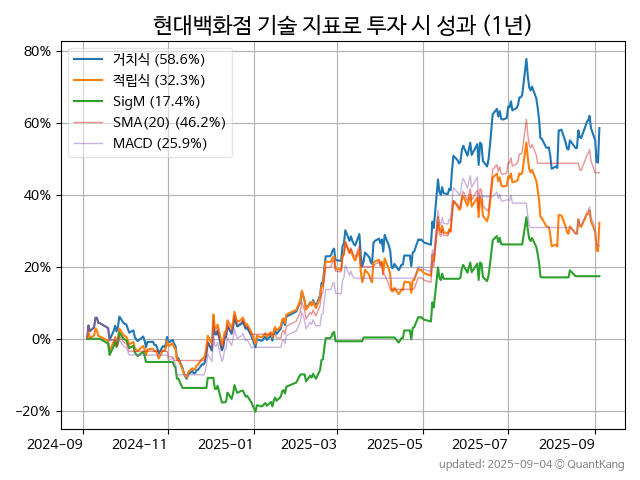 현대백화점 기술 지표로 투자 시 성과 (1년)
거치식 (58.6%)
적립식 (32.3%)
SigM (17.4%)
SMA(20) (46.2%)
MACD (25.9%)
80%
60%
40%
20%
0%
−20%
2024-09 2024-11 2025-01 2025-03 2025-05 2025-07 2025-09
updated: 2025-09-04 © QuantKang